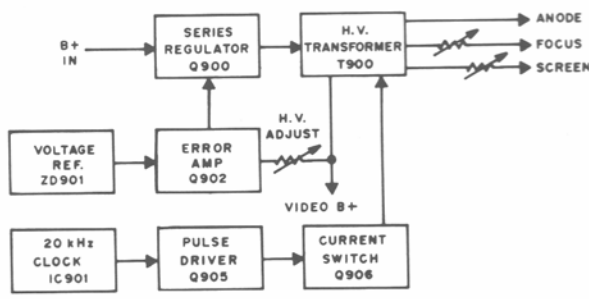 B+
IN
SERIES
REGULATOR
Q900
H.V.
TRANSFORMER
T900
ANODE
FOCUS
SCREEN
VOLTAGE
REF.
ZD901
ERROR
AMP
Q902
H.V.
ADJUST
VIDEO B+
20 kHz
CLOCK
IC901
PULSE
DRIVER
Q905
CURRENT
SWITCH
Q906